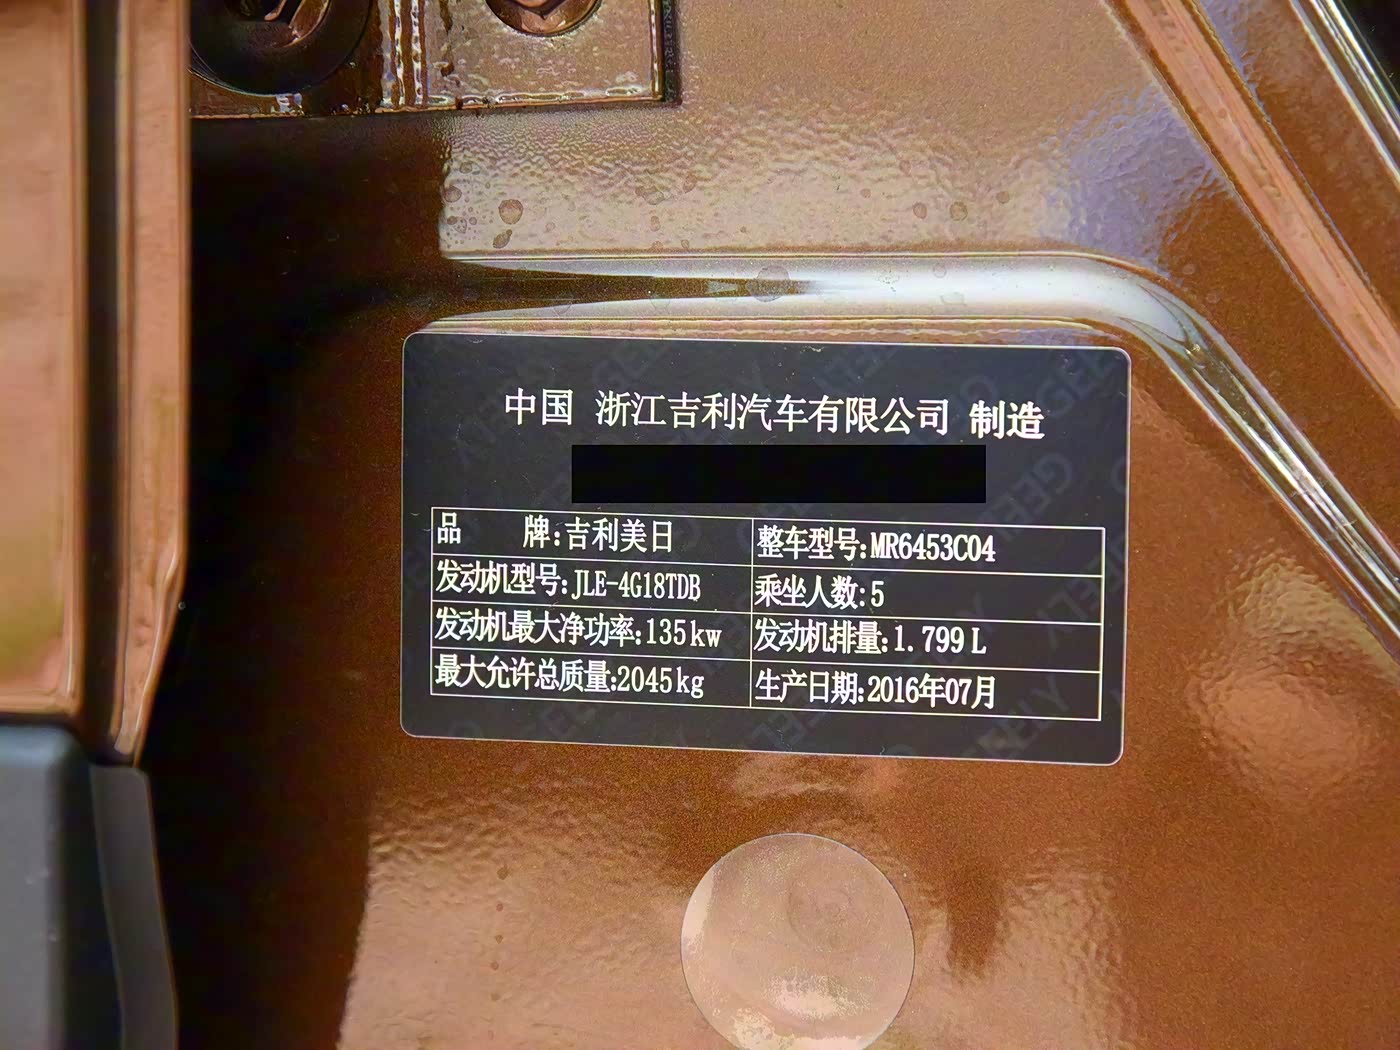 中国 浙江吉利汽车有限公司 制造
品 牌:吉利美日 整车型号:MR6453C04
发动机型号:JLE-4G18TDB 乘坐人数:5
发动机最大净功率:135kw 发动机排量:1.799L
最大允许总质量:2045kg 生产日期:2016年07月